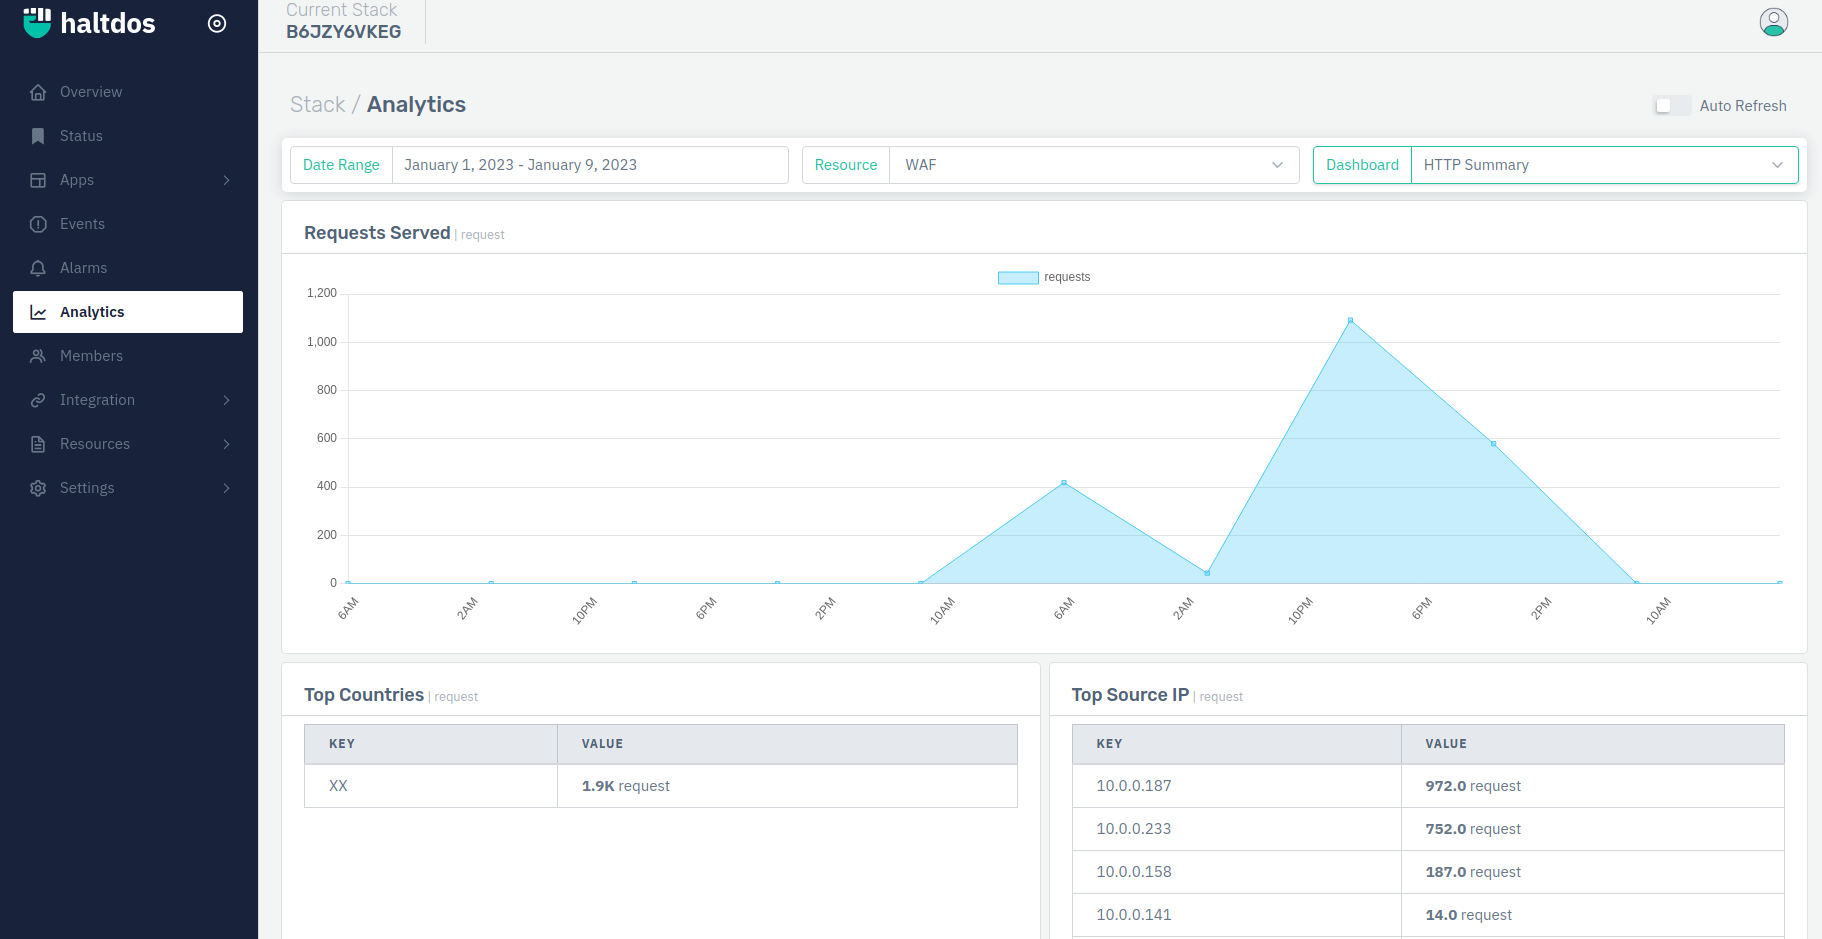 haltdos
Current Stack
B6JZY6VKEG
Overview
Status
Apps
Events
Alarms
Analytics
Members
Integration
Resources
Settings
Stack / Analytics
Auto Refresh
Date Range January 1, 2023 - January 9, 2023
Resource WAF
Dashboard HTTP Summary
Requests Served | request
requests
1,200
1,000
800
600
400
200
0
6AM 2AM 10PM 6PM 2PM 10AM 6AM 2AM 10PM 6PM 2PM 10AM
Top Countries | request
KEY VALUE
XX 1.9K request
Top Source IP | request
KEY VALUE
10.0.0.187 972.0 request
10.0.0.233 752.0 request
10.0.0.158 187.0 request
10.0.0.141 14.0 request